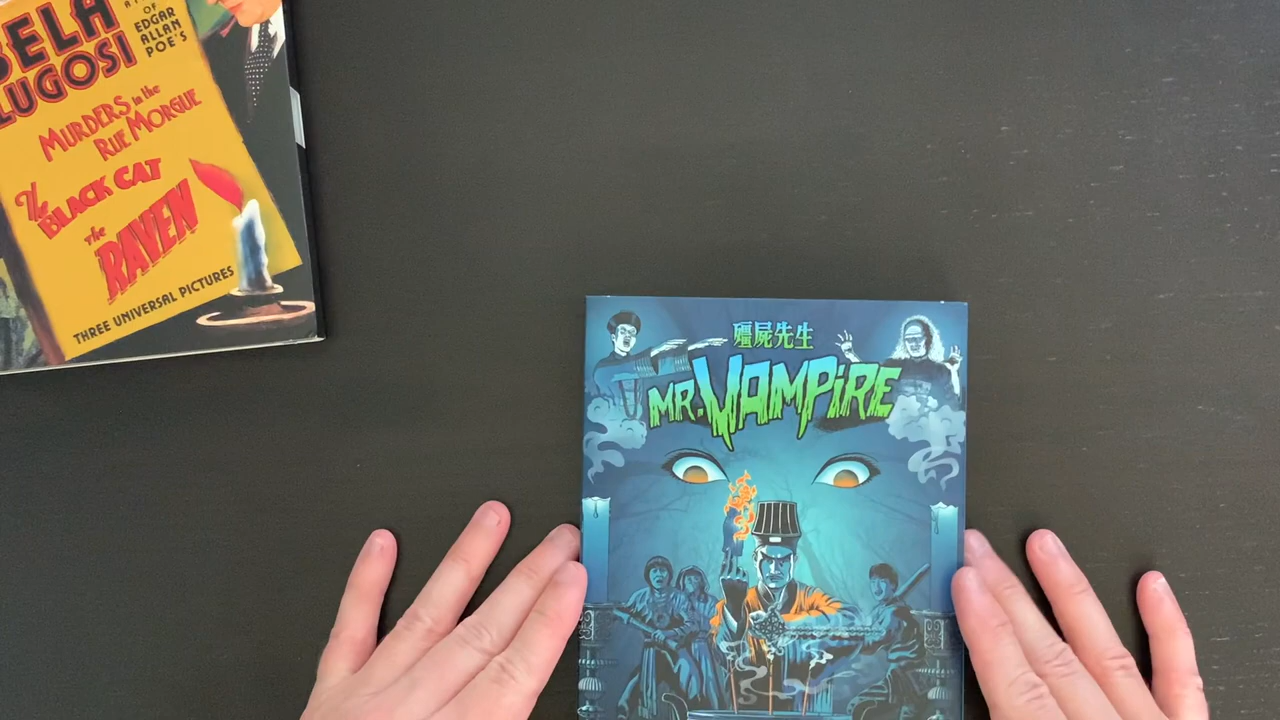 BELA
LUGOSI
OF
EDGAR
ALLAN
POE'S
MURDERS in the
RUE MORGUE
The BLACK CAT
the RAVEN
THREE UNIVERSAL PICTURES
殭屍先生
MR. VAMPIRE